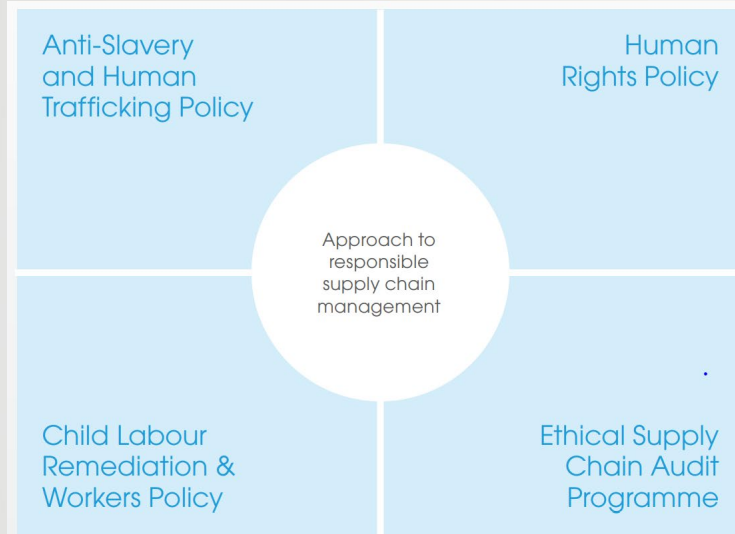 Anti-Slavery
and Human
Trafficking Policy
Human
Rights Policy
Approach to
responsible
supply chain
management
Child Labour
Remediation &
Workers Policy
Ethical Supply
Chain Audit
Programme